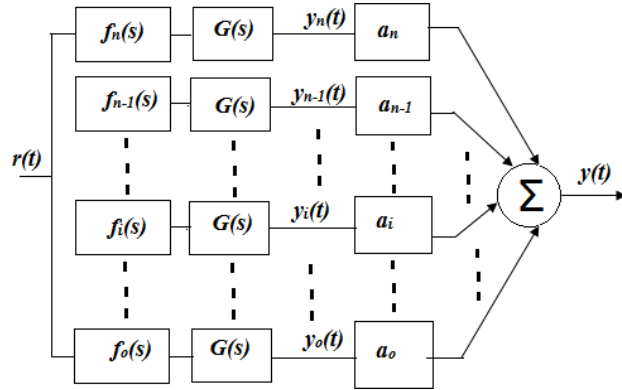 fn(s) G(s) yn(t) an
fn-1(s) G(s) yn-1(t) an-1
r(t) Σ y(t)
fi(s) G(s) yi(t) ai
fo(s) G(s) yo(t) ao